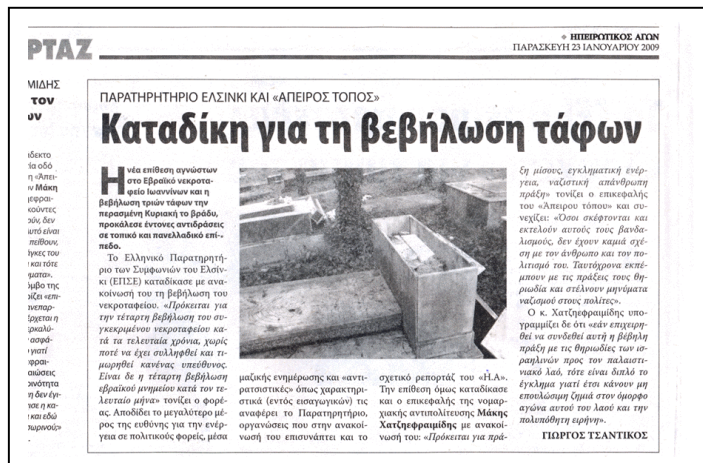 ΡΤΑΖ
ΗΠΕΙΡΩΤΙΚΟΣ ΑΓΩΝ
ΠΑΡΑΣΚΕΥΗ 23 ΙΑΝΟΥΑΡΙΟΥ 2009
ΠΑΡΑΤΗΡΗΤΗΡΙΟ ΕΛΣΙΝΚΙ ΚΑΙ «ΑΠΕΙΡΟΣ ΤΟΠΟΣ»
Καταδίκη για τη βεβήλωση τάφων
Η νέα επίθεση αγνώστων
στο Εβραϊκό νεκροτα-
φείο Ιωαννίνων και η
βεβήλωση τριών τάφων την
περασμένη Κυριακή το βράδυ,
προκάλεσε έντονες αντιδράσεις
σε τοπικό και πανελλαδικό επί-
πεδο.
Το Ελληνικό Παρατηρητή-
ριο των Συμφωνιών του Ελσίν-
κι (ΕΠΣΕ) καταδίκασε με ανα-
κοίνωσή του τη βεβήλωση του
νεκροταφείου. «Πρόκειται για
την τέταρτη βεβήλωση του συ-
γκεκριμένου νεκροταφείου κα-
τά τα τελευταία χρόνια, χωρίς
ποτέ να έχει συλληφθεί και τι-
μωρηθεί κανένας υπεύθυνος.
Είναι δε η τέταρτη βεβήλωση
εβραϊκού μνημείου κατά τον τε-
λευταίο μήνα» τονίζει ο φορέ-
ας. Αποδίδει το μεγαλύτερο μέ-
ρος της ευθύνης για την ενέρ-
γεια σε πολιτικούς φορείς, μέσα
μαζικής ενημέρωσης και «αντι-
ρατσιστικές» όπως χαρακτηρι-
στικά (εντός εισαγωγικών) τις
αναφέρει το Παρατηρητήριο,
οργανώσεις που στην ανακοί-
νωσή του επισυνάπτει και το
σχετικό ρεπορτάζ του «Η.Α».
Την επίθεση όμως καταδίκασε
και ο επικεφαλής της νομαρ-
χιακής αντιπολίτευσης Μάκης
Χατζηεφραιμίδης με ανακοί-
νωσή του: «Πρόκειται για πρά-
ξη μίσους, εγκληματική ενέρ-
γεια, ναζιστική απάνθρωπη
πράξη» τονίζει ο επικεφαλής
του «Άπειρου τόπου» και συ-
νεχίζει: «Όσοι σκέφτονται και
εκτελούν αυτούς τους βανδα-
λισμούς, δεν έχουν καμιά σχέ-
ση με τον άνθρωπο και τον πο-
λιτισμό του. Ταυτόχρονα εκπέ-
μπουν με τις πράξεις τους θη-
ριωδία και στέλνουν μηνύματα
ναζισμού στους πολίτες».
Ο κ. Χατζηεφραιμίδης υπο-
γραμμίζει δε ότι «εάν επιχειρη-
θεί να συνδεθεί αυτή η βέβηλη
πράξη με τις θηριωδίες των ισ-
ραηλινών προς τον παλαιστι-
νιακό λαό, τότε είναι διπλό το
έγκλημα γιατί έτσι κάνουν μη
επουλώσιμη ζημιά στον όμορφο
αγώνα αυτού του λαού και την
πολυπόθητη ειρήνη».
ΓΙΩΡΓΟΣ ΤΣΑΝΤΙΚΟΣ